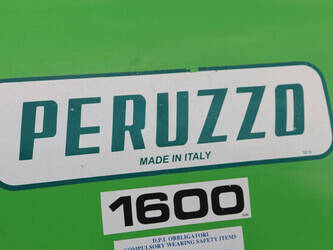 PERUZZO
MADE IN ITALY
1600
D.P.I. OBBLIGATORI
COMPULSORY WEARING SAFETY ITEMS